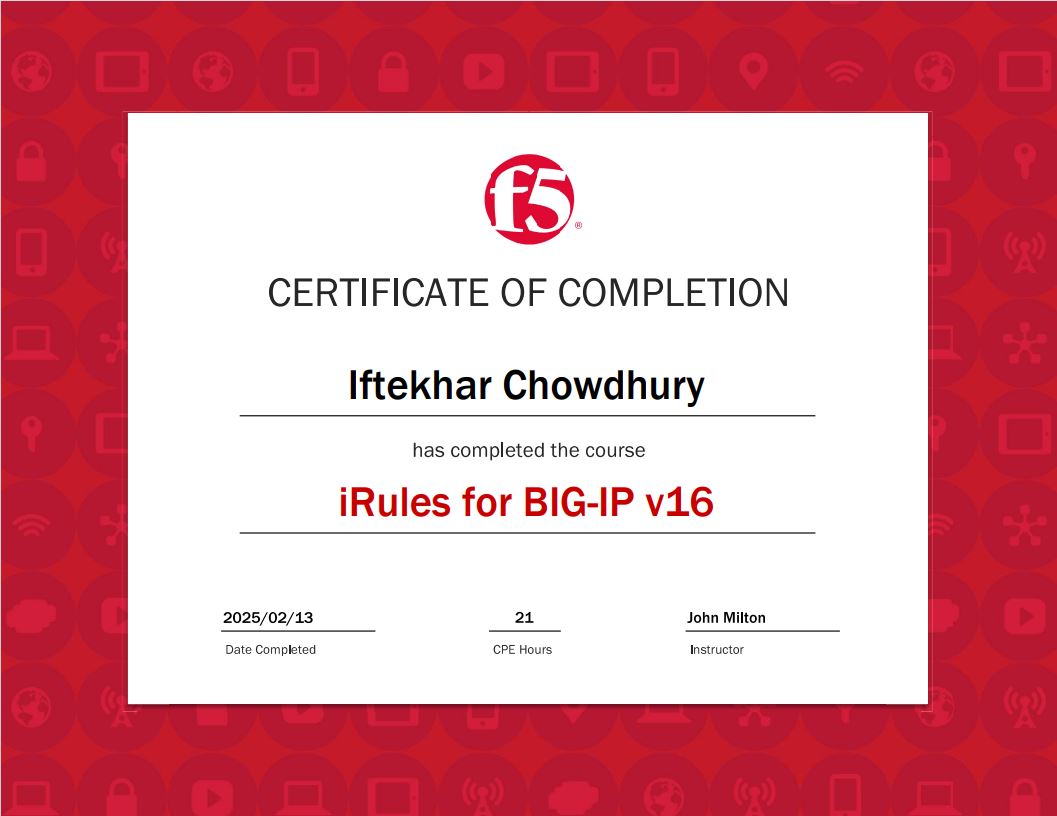 f5®
CERTIFICATE OF COMPLETION
Iftekhar Chowdhury
has completed the course
iRules for BIG-IP v16
2025/02/13 21 John Milton
Date Completed CPE Hours Instructor